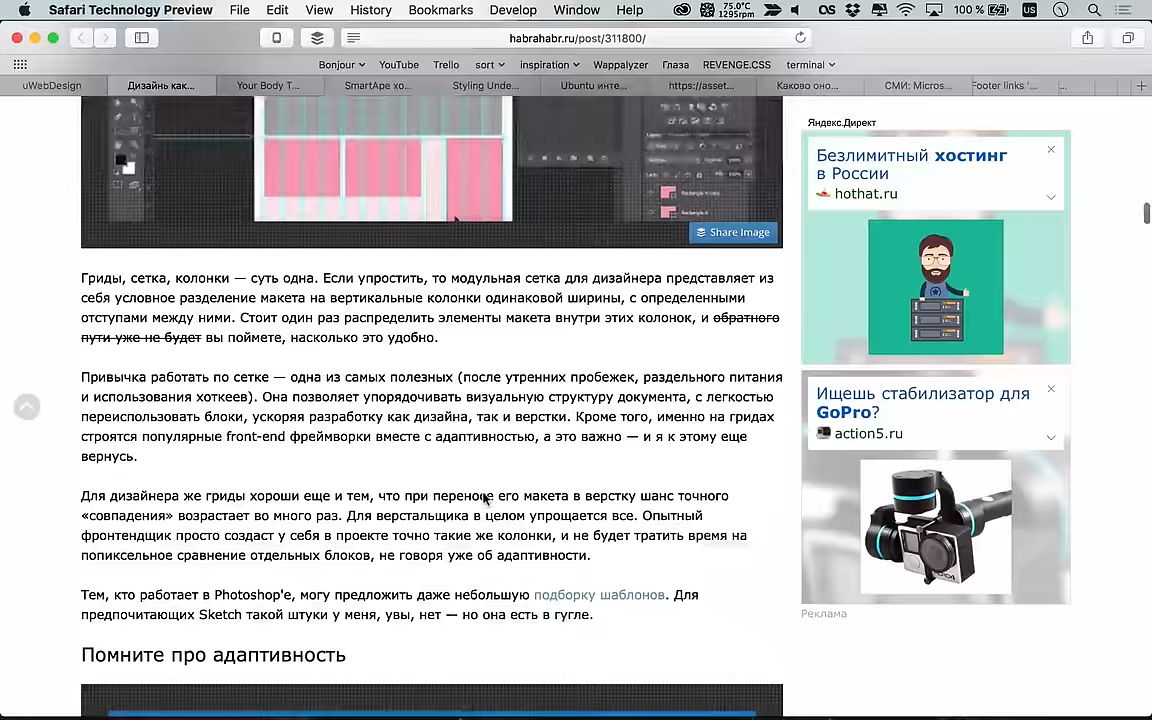 Safari Technology Preview File Edit View History Bookmarks Develop Window Help 75.0°C 1295rpm OS 100 % US
habrahabr.ru/post/311800/
Bonjour YouTube Trello sort inspiration Wappalyzer Глаза REVENGE.CSS terminal
uWebDesign Дизайнь как... Your Body T... SmartApe хо... Styling Unde... Ubuntu инте... https://asset... Каково оно... СМИ: Micros... Footer links '... ...
Share Image
Гриды, сетка, колонки — суть одна. Если упростить, то модульная сетка для дизайнера представляет из
себя условное разделение макета на вертикальные колонки одинаковой ширины, с определенными
отступами между ними. Стоит один раз распределить элементы макета внутри этих колонок, и обратного
пути уже не будет вы поймете, насколько это удобно.
Привычка работать по сетке — одна из самых полезных (после утренних пробежек, раздельного питания
и использования хоткеев). Она позволяет упорядочивать визуальную структуру документа, с легкостью
переиспользовать блоки, ускоряя разработку как дизайна, так и верстки. Кроме того, именно на гридах
строятся популярные front-end фреймворки вместе с адаптивностью, а это важно — и я к этому еще
вернусь.
Для дизайнера же гриды хороши еще и тем, что при переносе его макета в верстку шанс точного
«совпадения» возрастает во много раз. Для верстальщика в целом упрощается все. Опытный
фронтендщик просто создаст у себя в проекте точно такие же колонки, и не будет тратить время на
попиксельное сравнение отдельных блоков, не говоря уже об адаптивности.
Тем, кто работает в Photoshop'е, могу предложить даже небольшую подборку шаблонов. Для
предпочитающих Sketch такой штуки у меня, увы, нет — но она есть в гугле.
Помните про адаптивность
Яндекс.Директ
Безлимитный хостинг
в России
hothat.ru
Ищешь стабилизатор для
GoPro?
action5.ru
Реклама